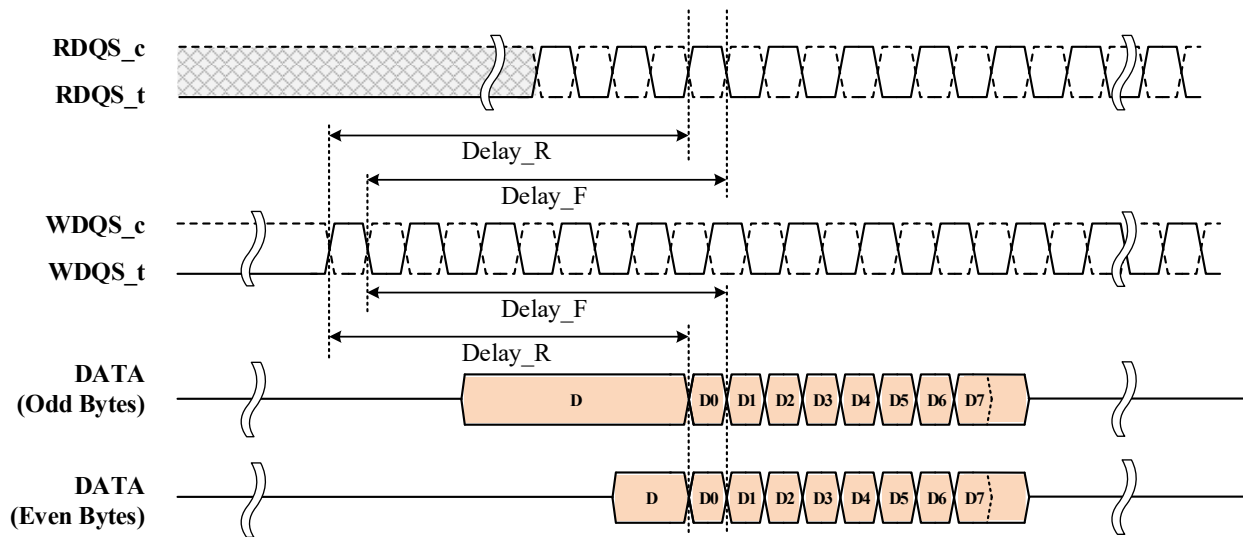 RDQS_c
RDQS_t
Delay_R
Delay_F
WDQS_c
WDQS_t
Delay_F
Delay_R
DATA
(Odd Bytes)
D D0 D1 D2 D3 D4 D5 D6 D7
DATA
(Even Bytes)
D D0 D1 D2 D3 D4 D5 D6 D7